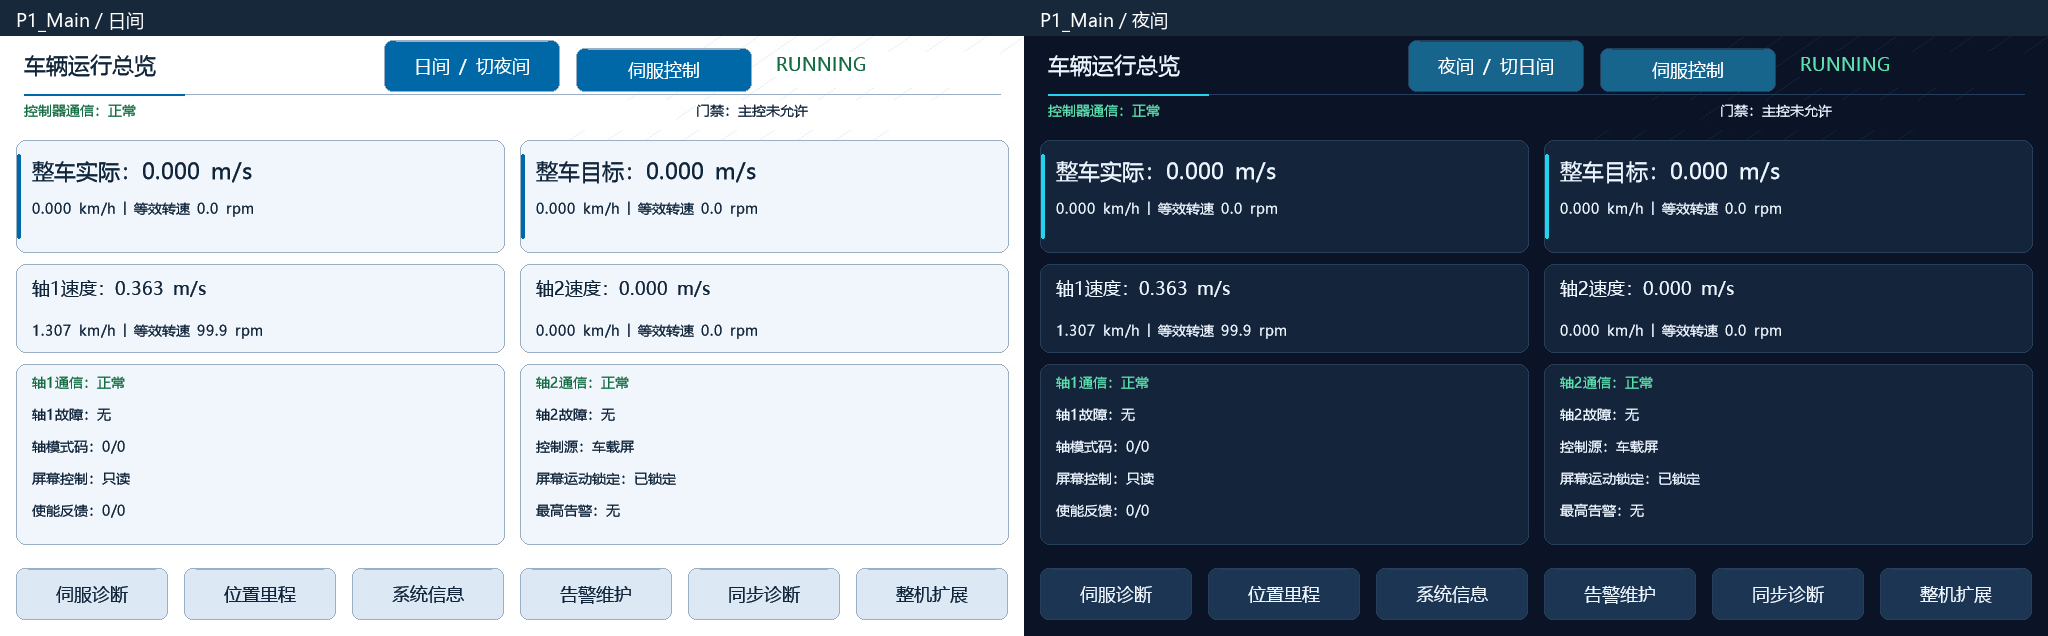 P1_Main / 日间
车辆运行总览
日间 / 切夜间
伺服控制
RUNNING
控制器通信：正常
门禁：主控未允许
整车实际：0.000 m/s
0.000 km/h | 等效转速 0.0 rpm
整车目标：0.000 m/s
0.000 km/h | 等效转速 0.0 rpm
轴1速度：0.363 m/s
1.307 km/h | 等效转速 99.9 rpm
轴2速度：0.000 m/s
0.000 km/h | 等效转速 0.0 rpm
轴1通信：正常
轴1故障：无
轴模式码：0/0
屏幕控制：只读
使能反馈：0/0
轴2通信：正常
轴2故障：无
控制源：车载屏
屏幕运动锁定：已锁定
最高告警：无
伺服诊断
位置里程
系统信息
告警维护
同步诊断
整机扩展
P1_Main / 夜间
车辆运行总览
夜间 / 切日间
伺服控制
RUNNING
控制器通信：正常
门禁：主控未允许
整车实际：0.000 m/s
0.000 km/h | 等效转速 0.0 rpm
整车目标：0.000 m/s
0.000 km/h | 等效转速 0.0 rpm
轴1速度：0.363 m/s
1.307 km/h | 等效转速 99.9 rpm
轴2速度：0.000 m/s
0.000 km/h | 等效转速 0.0 rpm
轴1通信：正常
轴1故障：无
轴模式码：0/0
屏幕控制：只读
使能反馈：0/0
轴2通信：正常
轴2故障：无
控制源：车载屏
屏幕运动锁定：已锁定
最高告警：无
伺服诊断
位置里程
系统信息
告警维护
同步诊断
整机扩展